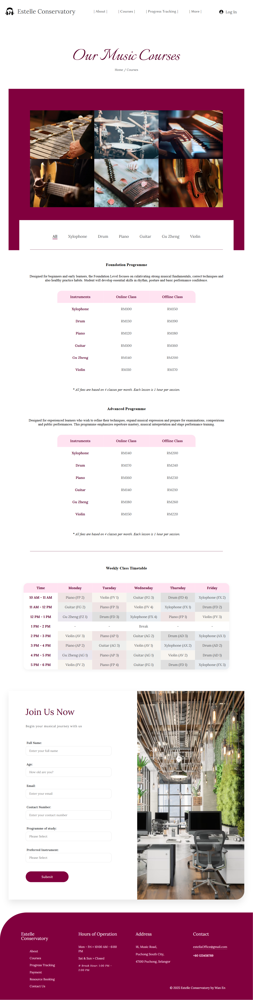 Estelle Conservatory
| About |
| Courses |
| Progress Tracking |
| More |
Log In
Our Music Courses
Home / Courses
All
Xylophone
Drum
Piano
Guitar
Gu Zheng
Violin
Foundation Programme
Designed for beginners and early learners, the Foundation Level focuses on culativating strong musical fundamentals, correct techniques and
also healthy practice habits. Student will develop essential skills in rhythm, posture and basic performance confidence.
Instruments Online Class Offline Class
Xylophone RM100 RM150
Drum RM130 RM190
Piano RM120 RM180
Guitar RM100 RM160
Gu Zheng RM140 RM200
Violin RM110 RM170
* All fees are based on 4 classes per month. Each lesson is 1 hour per session.
Advanced Programme
Designed for experienced learners who wish to refine their techniques, expand musical expression and prepare for examinations, comperirions
and public performances. This programme emphasizes repertoire mastery, musical interpretation and stage performance training.
Instruments Online Class Offline Class
Xylophone RM140 RM200
Drum RM170 RM240
Piano RM160 RM230
Guitar RM140 RM210
Gu Zheng RM180 RM260
Violin RM150 RM220
* All fees are based on 4 classes per month. Each lesson is 1 hour per session.
Weekly Class Timetable
Time Monday Tuesday Wednesday Thursday Friday
10 AM - 11 AM Piano (FP 2) Violin (FV 1) Guitar (FG 3) Drum (FD 4) Xylophone (FX 2)
11 AM - 12 PM Guitar (FG 2) Piano (FP 3) Violin (FV 4) Xylophone (FX 1) Drum (FD 2)
12 PM - 1 PM Gu Zheng (FZ 1) Drum (FD 3) Xylophone (FX 4) Piano (FP 1) Violin (FV 3)
1 PM - 2 PM - - Break - -
2 PM - 3 PM Violin (AV 3) Piano (AP 1) Guitar (AG 2) Drum (AD 3) Xylophone (AX 1)
3 PM - 4 PM Piano (AP 2) Guitar (AG 3) Violin (AV 1) Xylophone (AX 2) Drum (AD 2)
4 PM - 5 PM Gu Zheng (AG 1) Piano (AP 3) Guitar (AG 1) Violin (AV 2) Drum (AD 1)
5 PM - 6 PM Violin (FV 2) Piano (FP 4) Guitar (FG 1) Drum (FD 1) Xylophone (FX 3)
Join Us Now
Begin your musical journey with us
Full Name:
Enter your full name
Age:
How old are you?
Email:
Enter your email
Contact Number:
Enter your contact number
Programme of study:
Please Select
Preferred Instrument:
Please Select
Submit
Estelle
Conservatory
About
Courses
Progress Tracking
Payment
Resource Booking
Contact Us
Hours of Operation
Mon - Fri > 10:00 AM - 6:00
PM
Sat & Sun > Closed
# Break Hour: 1:00 PM -
2:00 PM
Address
16, Music Road,
Puchong South City,
47100 Puchong, Selangor
Contact
estellaOffice@gmail.com
+60 123456789
© 2025 Estelle Conservatory by Wan En